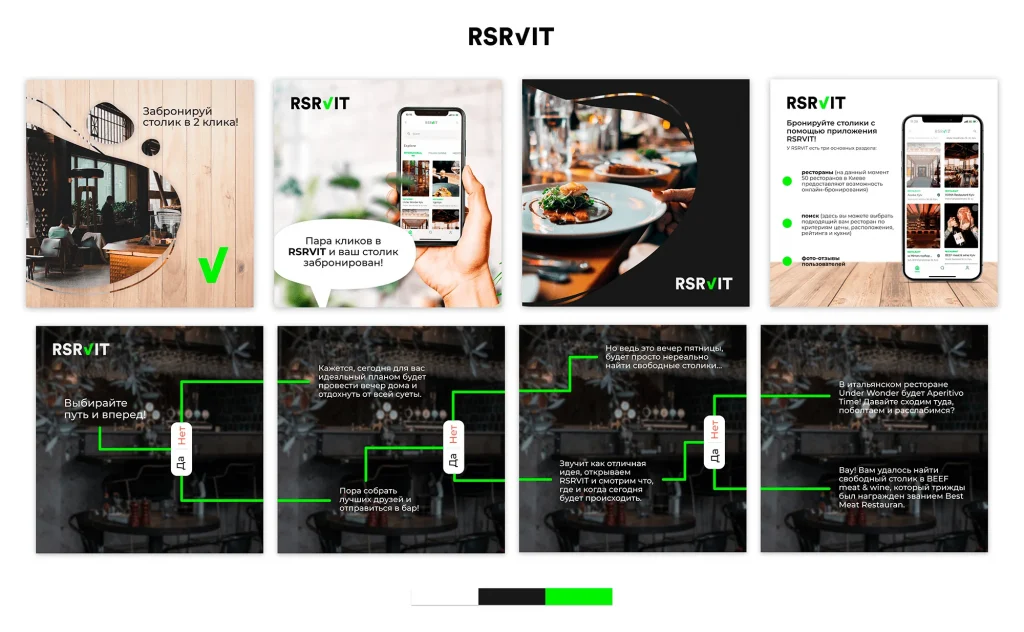 RSRVIT
Забронируй
столик в 2 клика!
RSRVIT
Explore
Пара кликов в
RSRVIT и ваш столик
забронирован!
RSRVIT
RSRVIT
Бронируйте столики с
помощью приложения
RSRVIT!
У RSRVIT есть три основных раздела:
рестораны (на данный момент
50 ресторанов в Киеве
предоставляют возможность
онлайн-бронирования)
поиск (здесь вы можете выбрать
подходящий вам ресторан по
критериям цены, расположения,
рейтинга и кухни)
фото-отзывы
пользователей
RSRVIT
Выбирайте
путь и вперед!
Да Нет
Кажется, сегодня для вас
идеальный планом будет
провести вечер дома и
отдохнуть от всей суеты.
Пора собрать
лучших друзей и
отправиться в бар!
Да Нет
Но ведь это вечер пятницы,
будет просто нереально
найти свободные столики...
Звучит как отличная
идея, открываем
RSRVIT и смотрим что,
где и когда сегодня
будет происходить.
Да Нет
В итальянском ресторане
Under Wonder будет Aperitivo
Time! Давайте сходим туда,
поболтаем и расслабимся?
Вау! Вам удалось найти
свободный столик в BEEF
meat & wine, который трижды
был награжден званием Best
Meat Restauran.